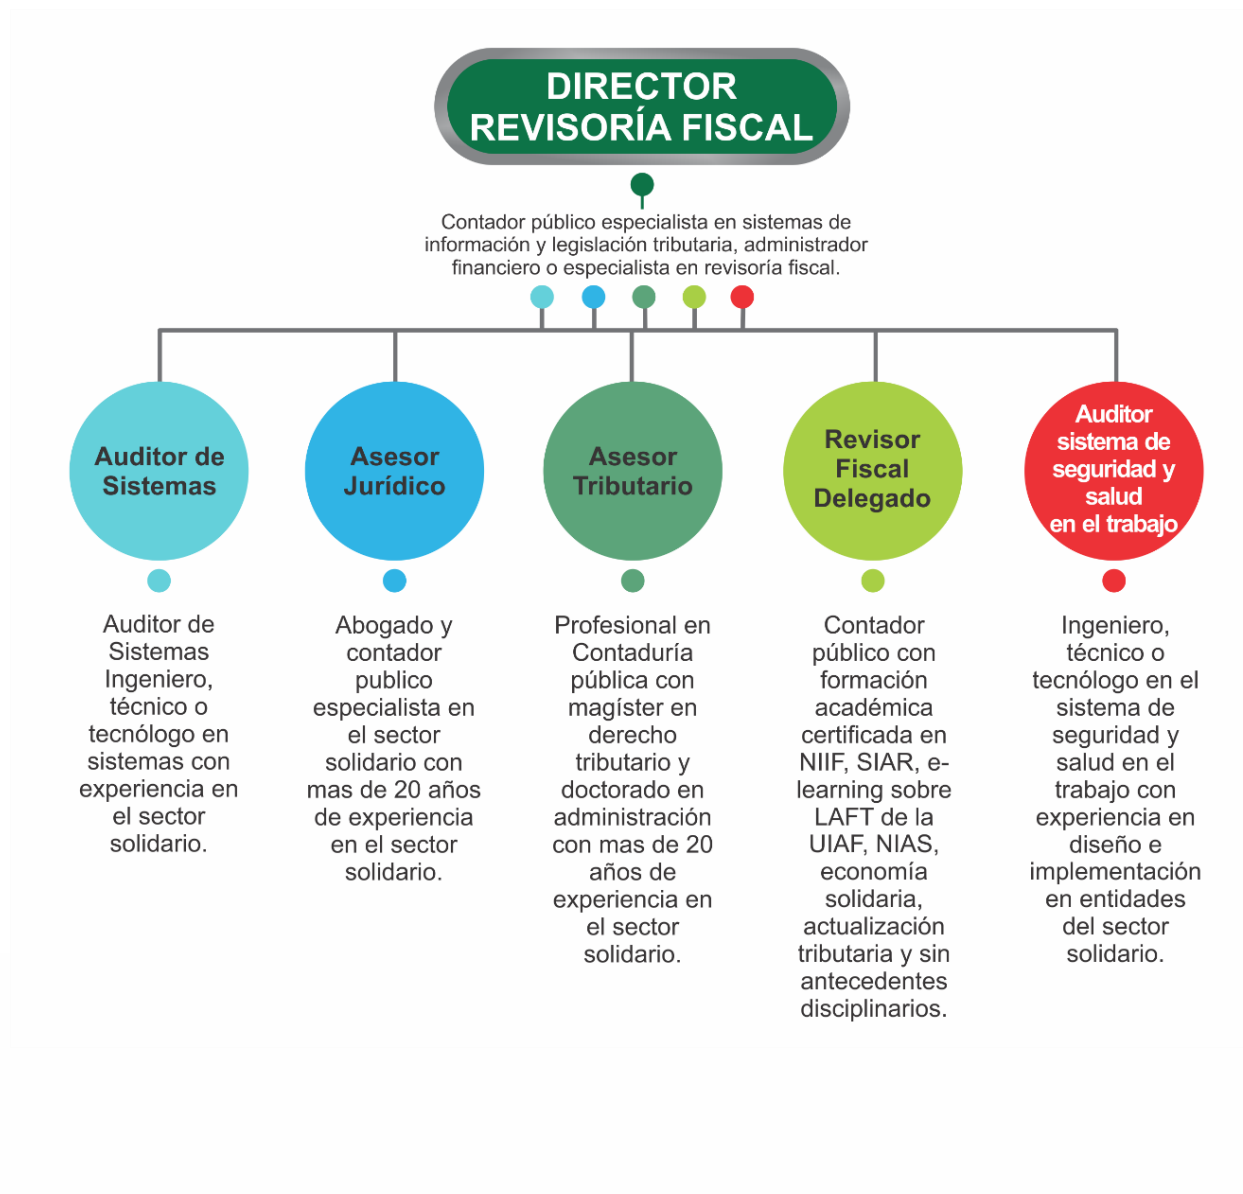 DIRECTOR
REVISORÍA FISCAL
Contador público especialista en sistemas de
información y legislación tributaria, administrador
financiero o especialista en revisoría fiscal.
Auditor de
Sistemas
Auditor de
Sistemas
Ingeniero,
técnico o
tecnólogo en
sistemas con
experiencia en
el sector
solidario.
Asesor
Jurídico
Abogado y
contador
publico
especialista en
el sector
solidario con
mas de 20 años
de experiencia
en el sector
solidario.
Asesor
Tributario
Profesional en
Contaduría
pública con
magíster en
derecho
tributario y
doctorado en
administración
con mas de 20
años de
experiencia en
el sector
solidario.
Revisor
Fiscal
Delegado
Contador
público con
formación
académica
certificada en
NIIF, SIAR, e-
learning sobre
LAFT de la
UIAF, NIAS,
economía
solidaria,
actualización
tributaria y sin
antecedentes
disciplinarios.
Auditor
sistema de
seguridad y
salud
en el trabajo
Ingeniero,
técnico o
tecnólogo en el
sistema de
seguridad y
salud en el
trabajo con
experiencia en
diseño e
implementación
en entidades
del sector
solidario.